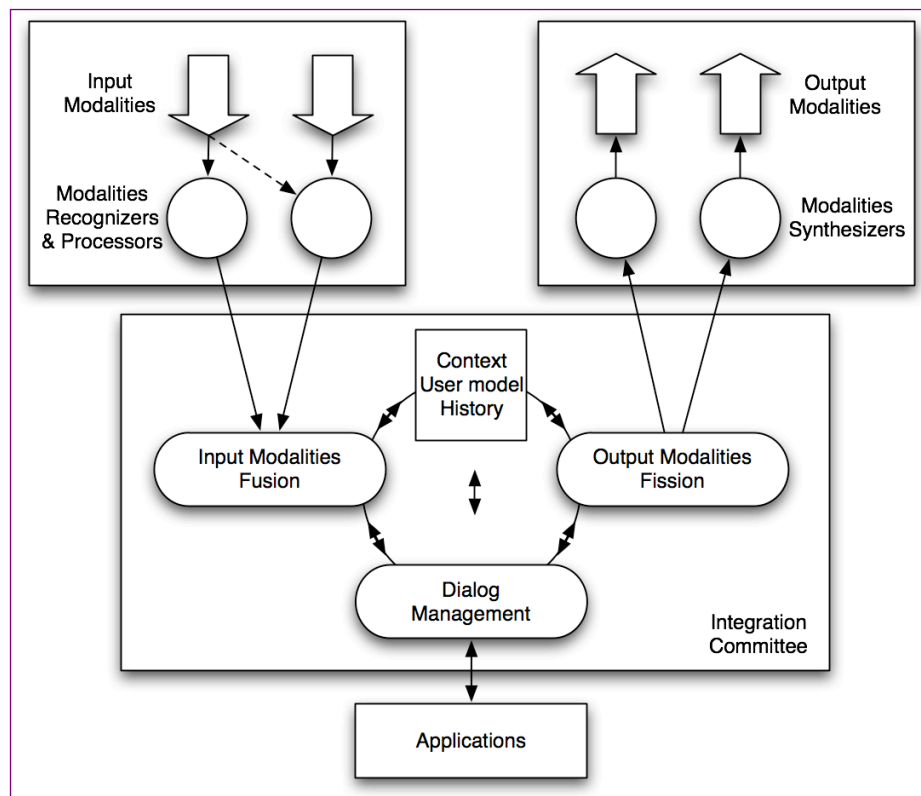 Input
Modalities
Modalities
Recognizers
& Processors
Output
Modalities
Modalities
Synthesizers
Context
User model
History
Input Modalities
Fusion
Output Modalities
Fission
Dialog
Management
Integration
Committee
Applications